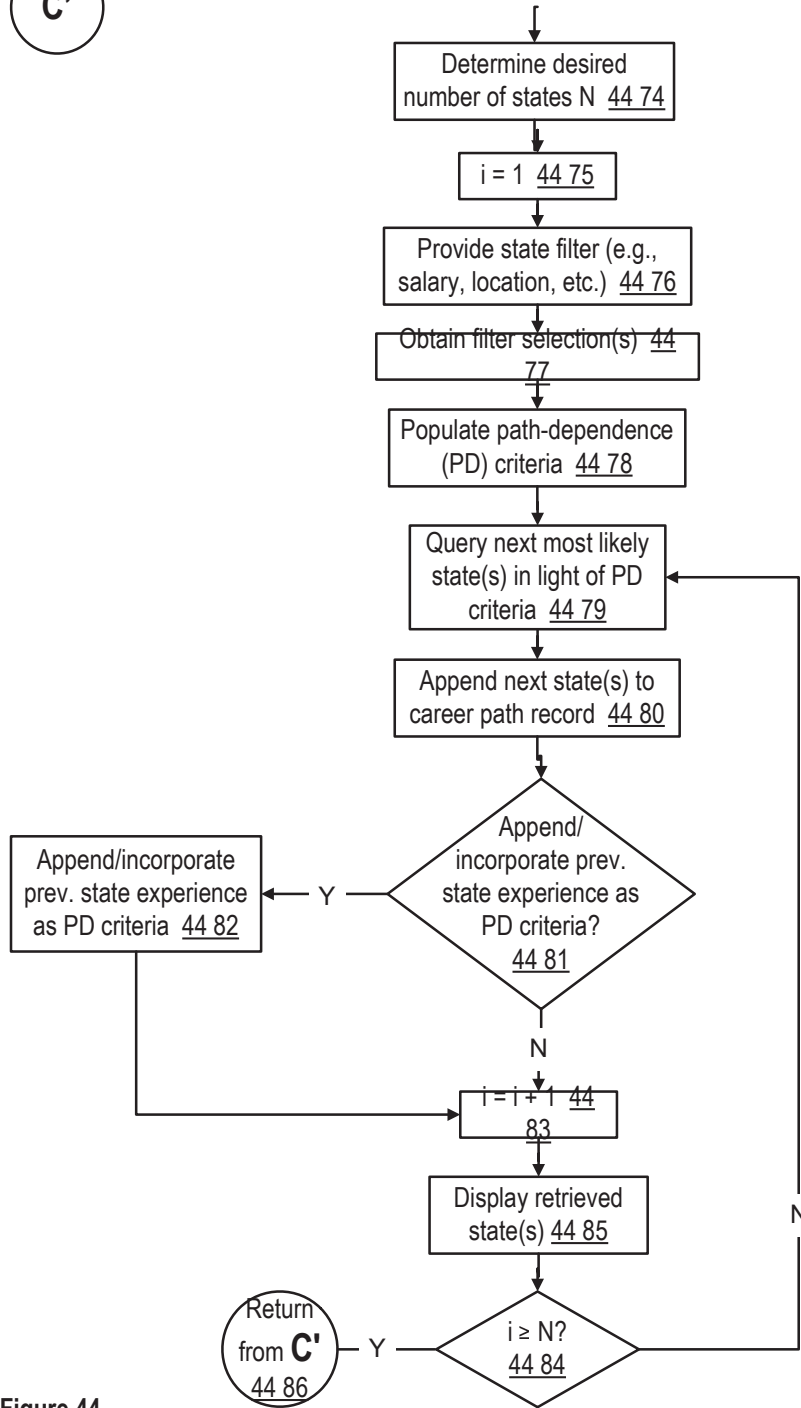 C'
Determine desired
number of states N 44 74
i = 1 44 75
Provide state filter (e.g.,
salary, location, etc.) 44 76
Obtain filter selection(s) 44
77
Populate path-dependence
(PD) criteria 44 78
Query next most likely
state(s) in light of PD
criteria 44 79
Append next state(s) to
career path record 44 80
Append/
incorporate prev.
state experience as
PD criteria?
44 81
Y
Append/incorporate
prev. state experience
as PD criteria 44 82
N
i = i + 1 44
83
Display retrieved
state(s) 44 85
N
i ≥ N?
44 84
Y
Return
from C'
44 86
Figure 44